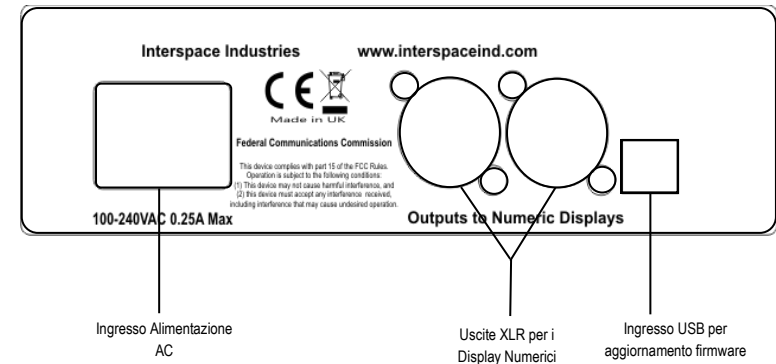 Interspace Industries www.interspaceind.com
CE
Made in UK
Federal Communications Commission
This device complies with part 15 of the FCC Rules.
Operation is subject to the following conditions:
(1) This device may not cause harmful interference, and
(2) this device must accept any interference received,
including interference that may cause undesired operation.
100-240VAC 0.25A Max
Outputs to Numeric Displays
Ingresso Alimentazione
AC
Uscite XLR per i
Display Numerici
Ingresso USB per
aggiornamento firmware